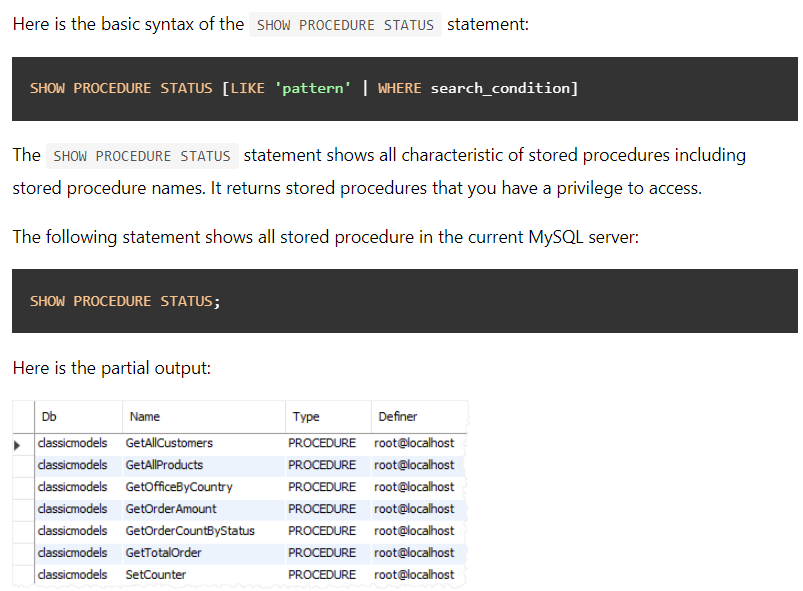 Here is the basic syntax of the SHOW PROCEDURE STATUS statement:
SHOW PROCEDURE STATUS [LIKE 'pattern' | WHERE search_condition]
The SHOW PROCEDURE STATUS statement shows all characteristic of stored procedures including
stored procedure names. It returns stored procedures that you have a privilege to access.
The following statement shows all stored procedure in the current MySQL server:
SHOW PROCEDURE STATUS;
Here is the partial output:
Db Name Type Definer
classicmodels GetAllCustomers PROCEDURE root@localhost
classicmodels GetAllProducts PROCEDURE root@localhost
classicmodels GetOfficeByCountry PROCEDURE root@localhost
classicmodels GetOrderAmount PROCEDURE root@localhost
classicmodels GetOrderCountByStatus PROCEDURE root@localhost
classicmodels GetTotalOrder PROCEDURE root@localhost
classicmodels SetCounter PROCEDURE root@localhost